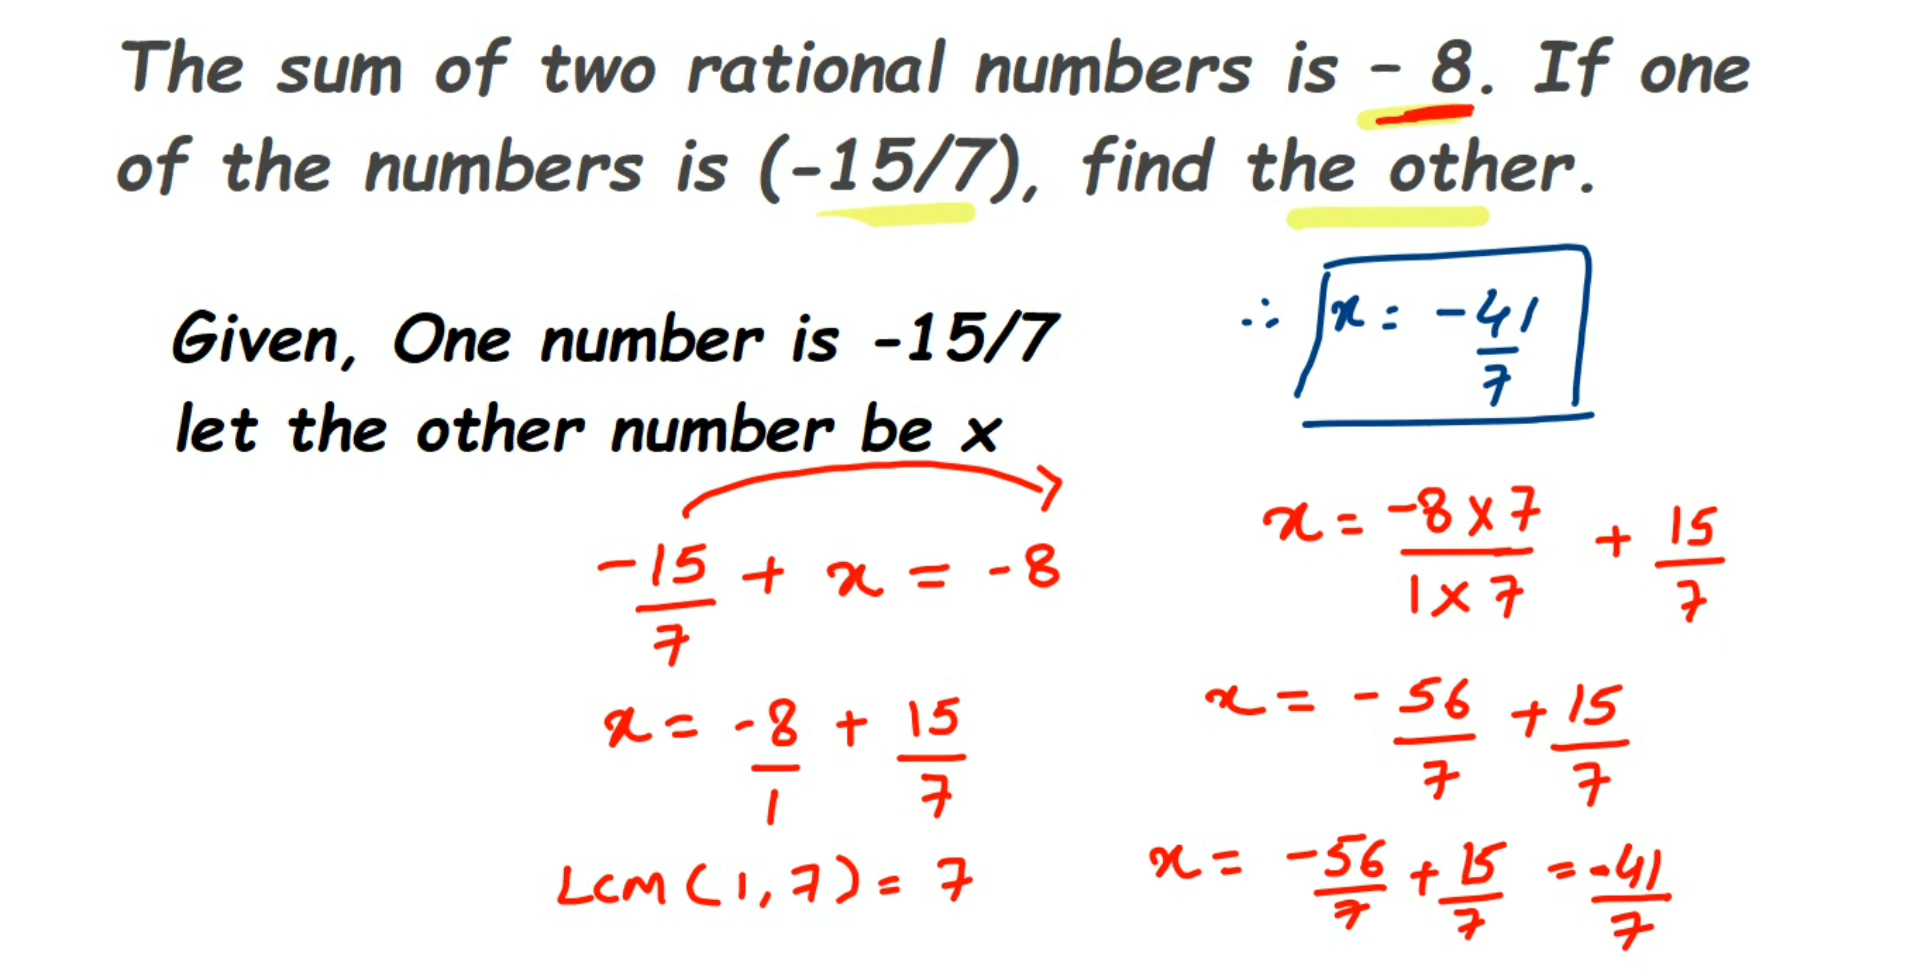 The sum of two rational numbers is - 8. If one
of the numbers is (-15/7), find the other.
Given, One number is -15/7
let the other number be x
-15/7 + x = -8
x = -8/1 + 15/7
LCM (1, 7) = 7
x = -8 x 7 / 1 x 7 + 15/7
x = -56/7 + 15/7
x = -56/7 + 15/7 = -41/7
∴ x = -41/7